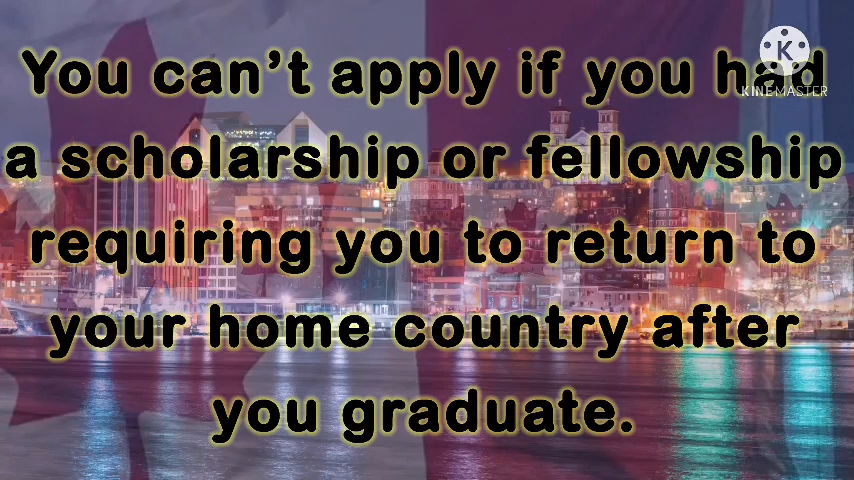 You can't apply if you had
a scholarship or fellowship
requiring you to return to
your home country after
you graduate.
K
KINEMASTER